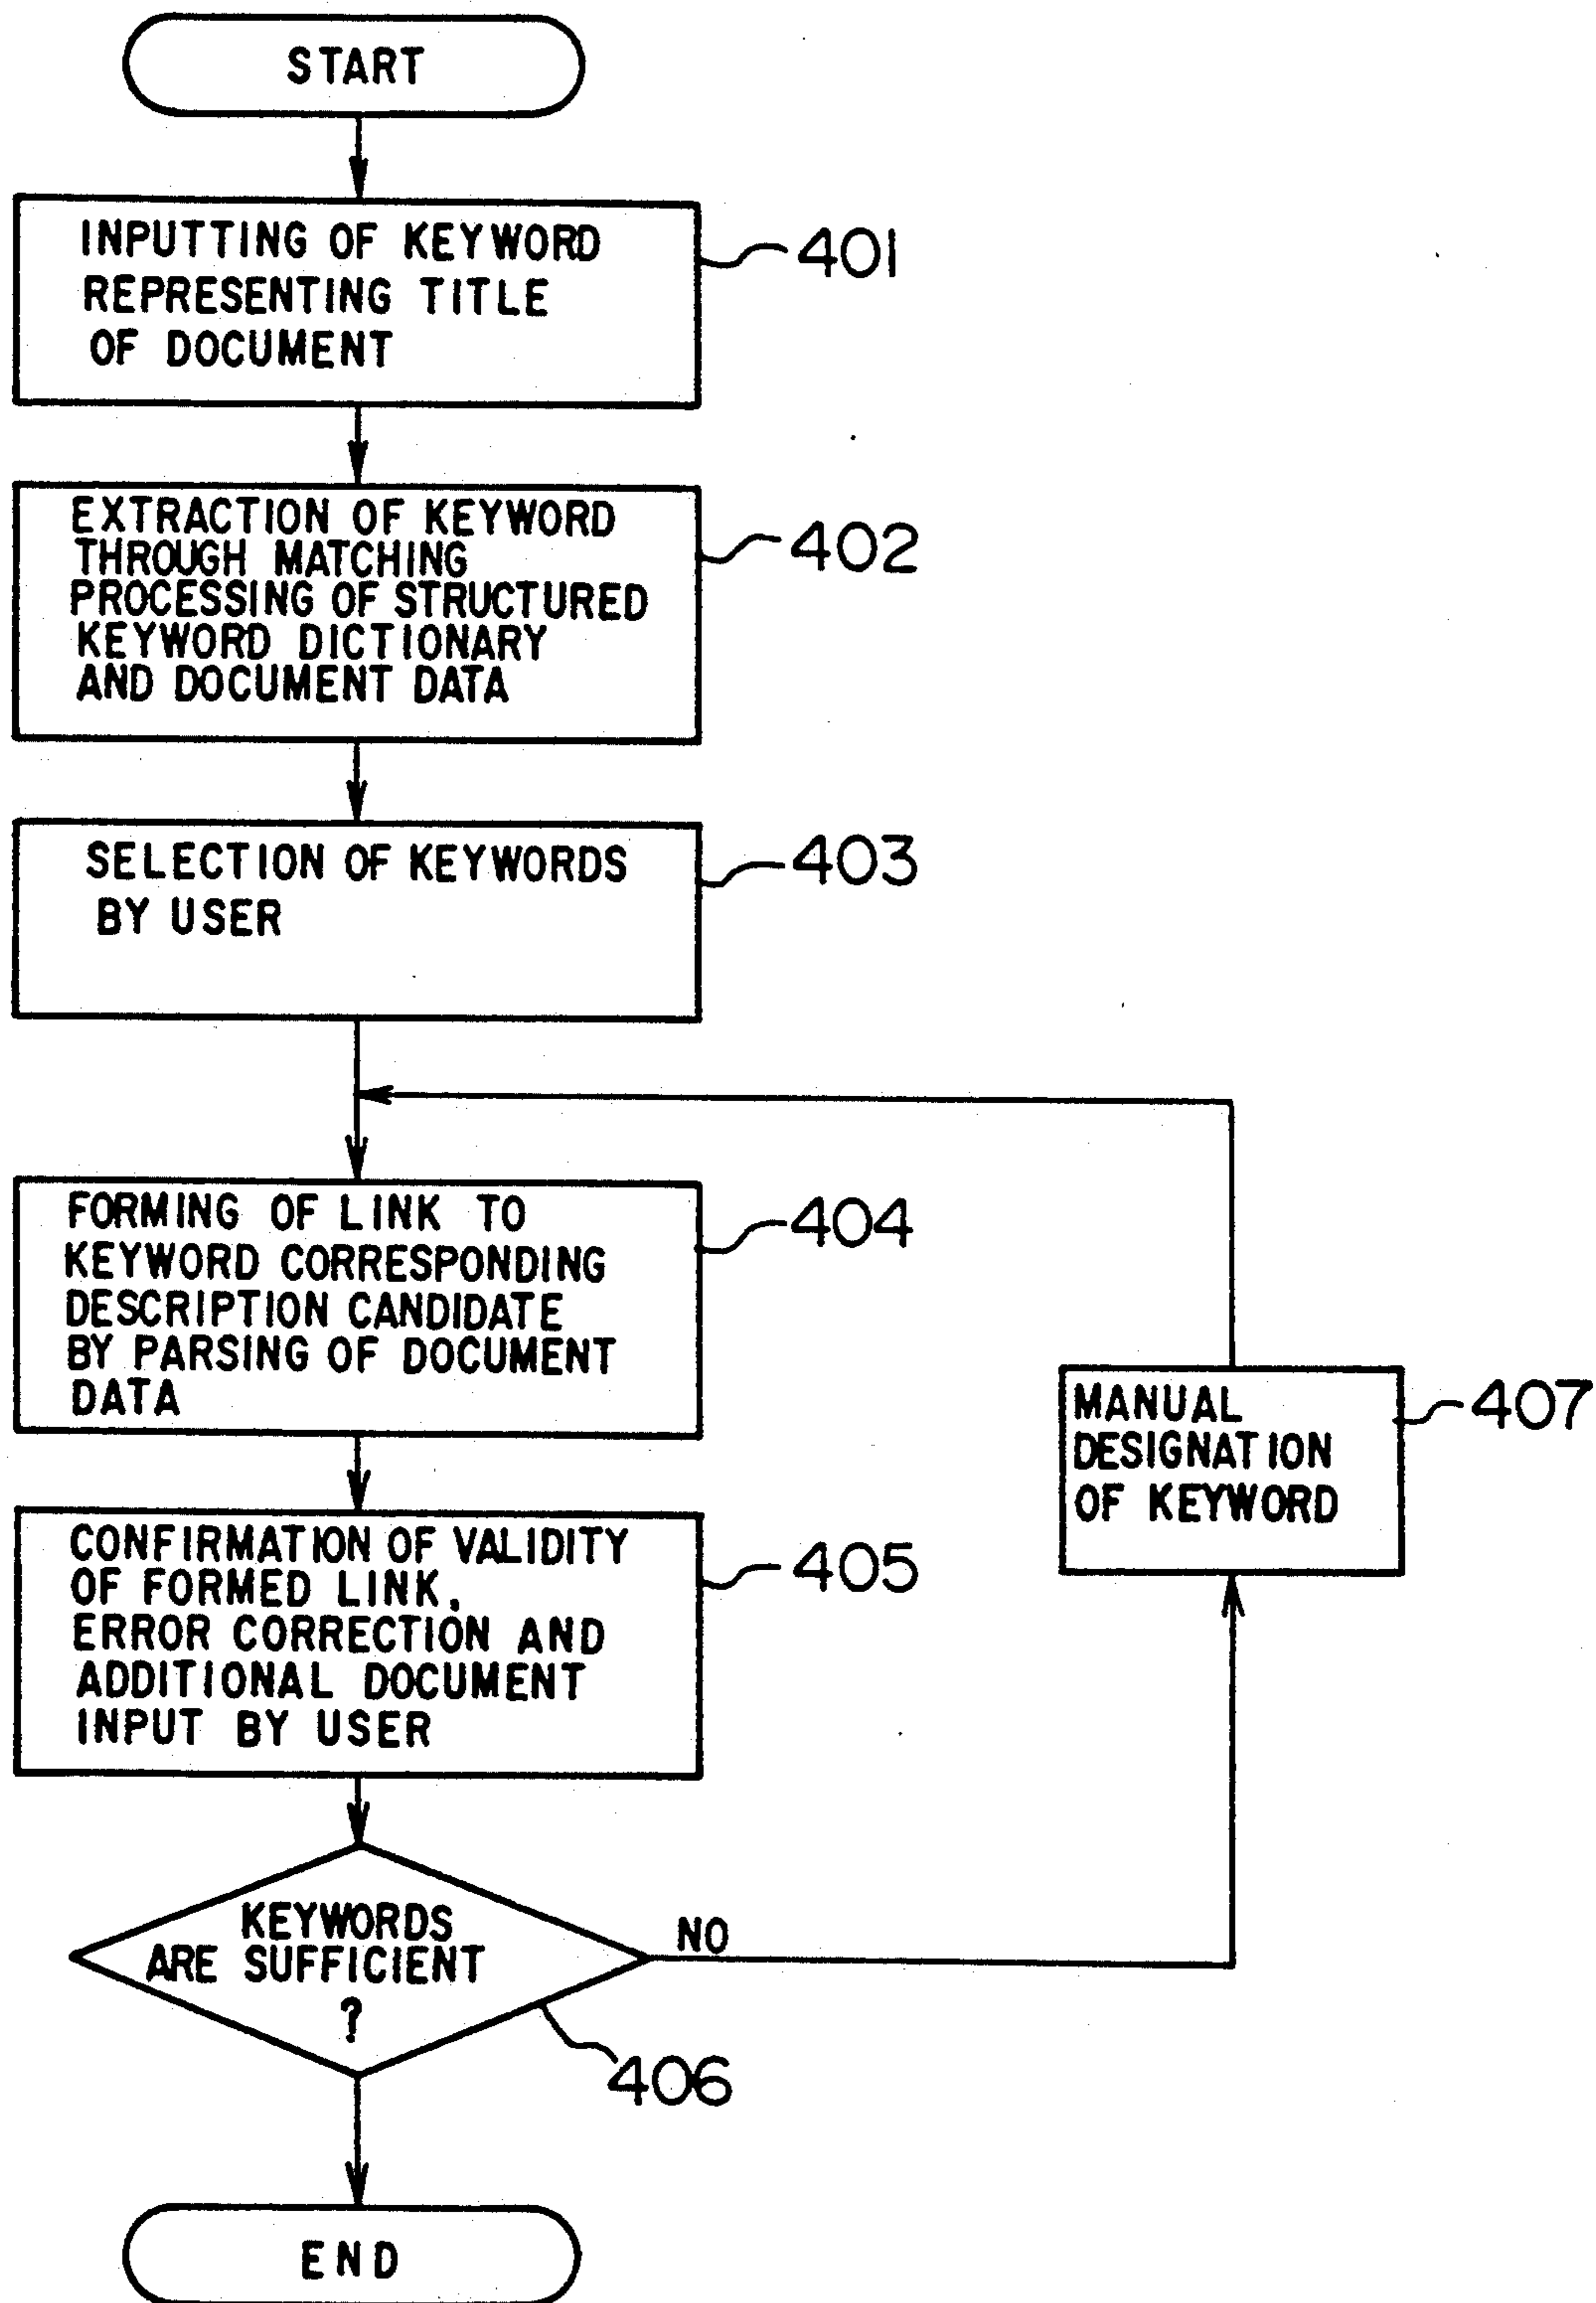 START
INPUTTING OF KEYWORD
REPRESENTING TITLE
OF DOCUMENT
401
EXTRACTION OF KEYWORD
THROUGH MATCHING
PROCESSING OF STRUCTURED
KEYWORD DICTIONARY
AND DOCUMENT DATA
402
SELECTION OF KEYWORDS
BY USER
403
FORMING OF LINK TO
KEYWORD CORRESPONDING
DESCRIPTION CANDIDATE
BY PARSING OF DOCUMENT
DATA
404
MANUAL
DESIGNATION
OF KEYWORD
407
CONFIRMATION OF VALIDITY
OF FORMED LINK,
ERROR CORRECTION AND
ADDITIONAL DOCUMENT
INPUT BY USER
405
KEYWORDS
ARE SUFFICIENT
?
NO
406
END